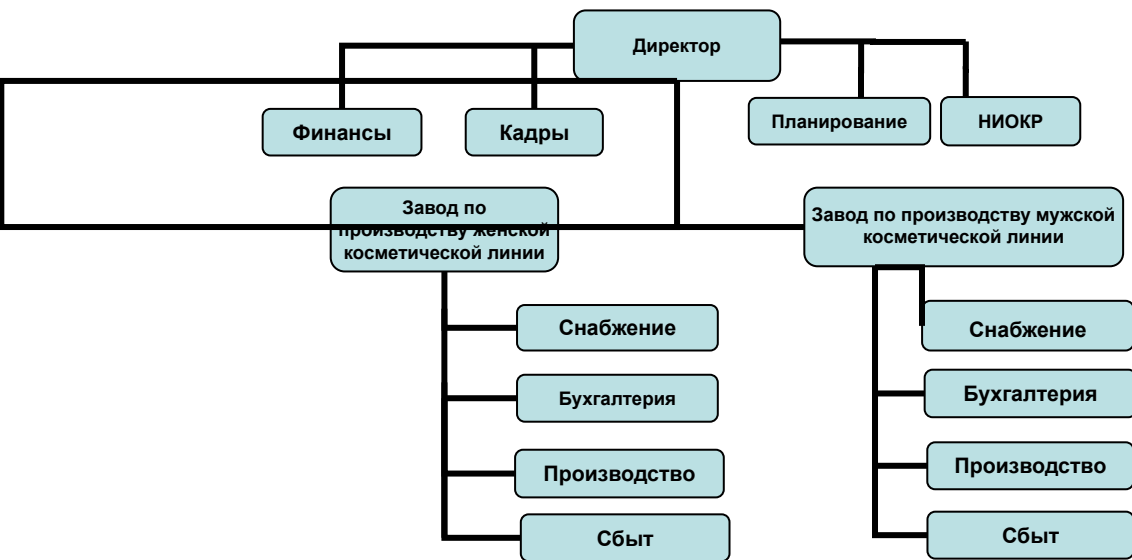 Директор
Финансы
Кадры
Планирование
НИОКР
Завод по
производству женской
косметической линии
Завод по производству мужской
косметической линии
Снабжение
Бухгалтерия
Производство
Сбыт
Снабжение
Бухгалтерия
Производство
Сбыт